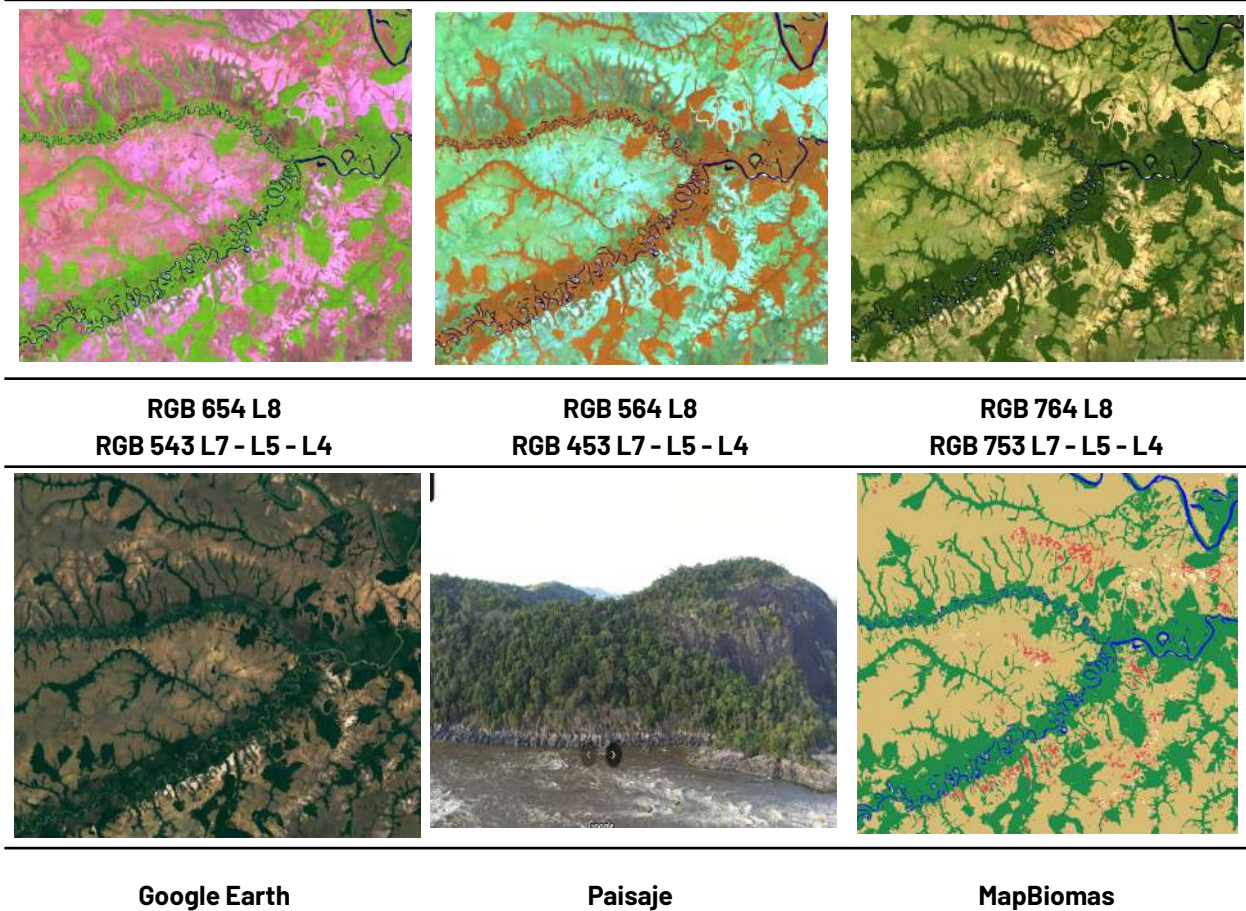 RGB 654 L8
RGB 543 L7 - L5 - L4
RGB 564 L8
RGB 453 L7 - L5 - L4
RGB 764 L8
RGB 753 L7 - L5 - L4
Google
Google Earth
Paisaje
MapBiomas